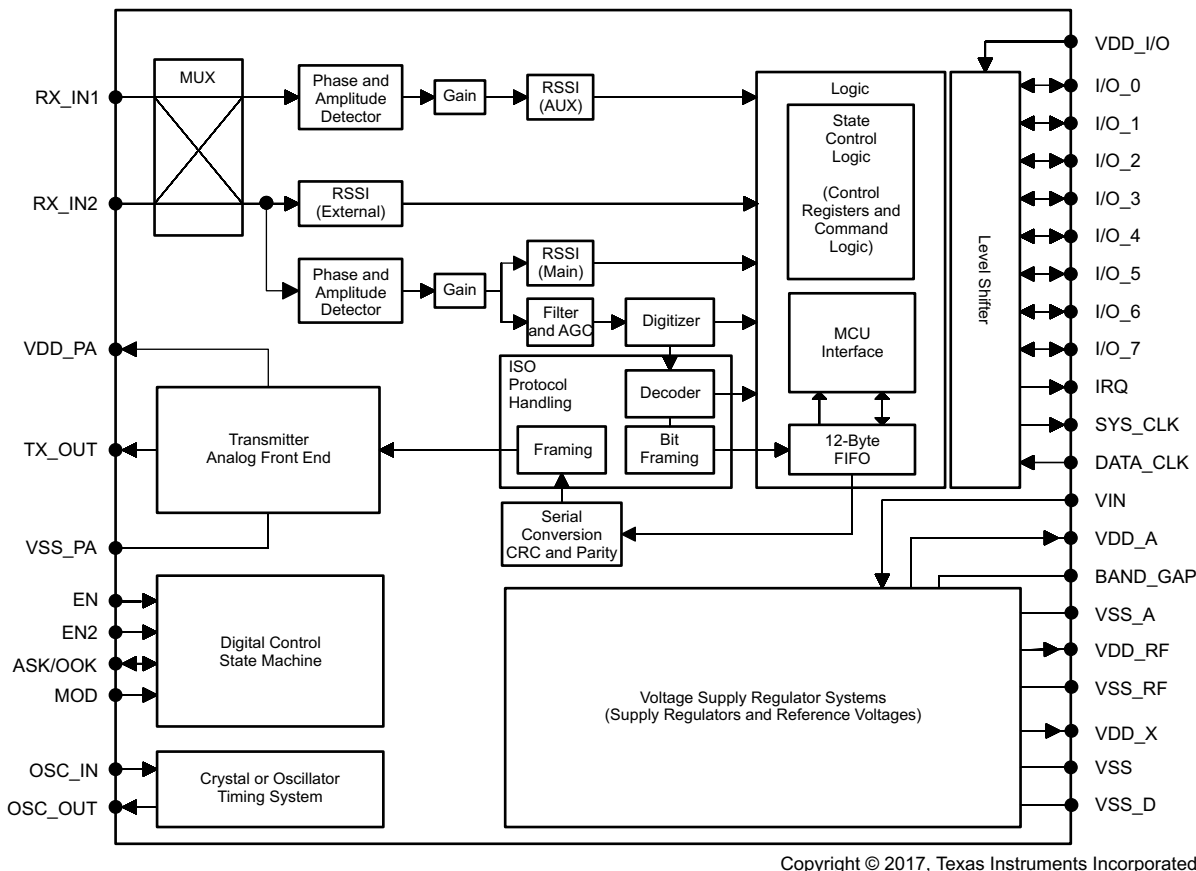 MUX
RX_IN1
Phase and
Amplitude
Detector
Gain
RSSI
(AUX)
RX_IN2
RSSI
(External)
Phase and
Amplitude
Detector
Gain
RSSI
(Main)
Filter
and AGC
Digitizer
ISO
Protocol
Handling
Decoder
Bit
Framing
Framing
Serial
Conversion
CRC and Parity
Logic
State
Control
Logic
(Control
Registers and
Command
Logic)
MCU
Interface
12-Byte
FIFO
Level Shifter
VDD_PA
TX_OUT
VSS_PA
Transmitter
Analog Front End
EN
EN2
ASK/OOK
MOD
Digital Control
State Machine
OSC_IN
OSC_OUT
Crystal or Oscillator
Timing System
Voltage Supply Regulator Systems
(Supply Regulators and Reference Voltages)
VDD_I/O
I/O_0
I/O_1
I/O_2
I/O_3
I/O_4
I/O_5
I/O_6
I/O_7
IRQ
SYS_CLK
DATA_CLK
VIN
VDD_A
BAND_GAP
VSS_A
VDD_RF
VSS_RF
VDD_X
VSS
VSS_D
Copyright © 2017, Texas Instruments Incorporated